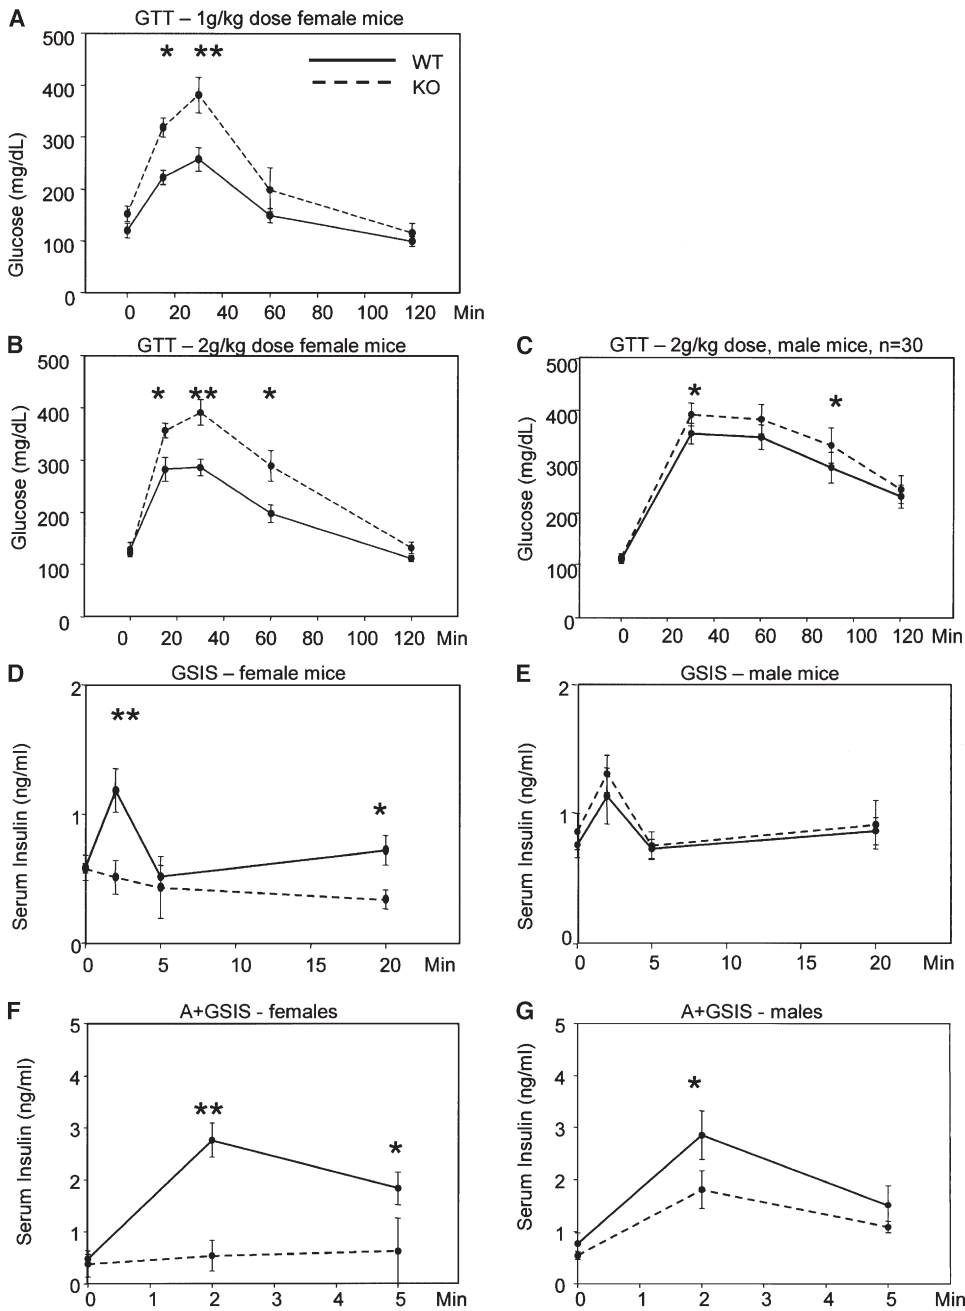 A
GTT – 1g/kg dose female mice
500
400
300
200
100
0
Glucose (mg/dL)
* **
WT
KO
0 20 40 60 80 100 120 Min
B
GTT – 2g/kg dose female mice
500
400
300
200
100
0
Glucose (mg/dL)
* ** *
0 20 40 60 80 100 120 Min
C
GTT – 2g/kg dose, male mice, n=30
500
400
300
200
100
0
Glucose (mg/dL)
* *
0 20 40 60 80 100 120 Min
D
GSIS – female mice
2
1
0
Serum Insulin (ng/ml)
** *
0 5 10 15 20 Min
E
GSIS – male mice
2
1
0
Serum Insulin (ng/ml)
0 5 10 15 20 Min
F
A+GSIS - females
5
4
3
2
1
0
Serum Insulin (ng/ml)
** *
0 1 2 3 4 5 Min
G
A+GSIS - males
5
4
3
2
1
0
Serum Insulin (ng/ml)
*
0 1 2 3 4 5 Min